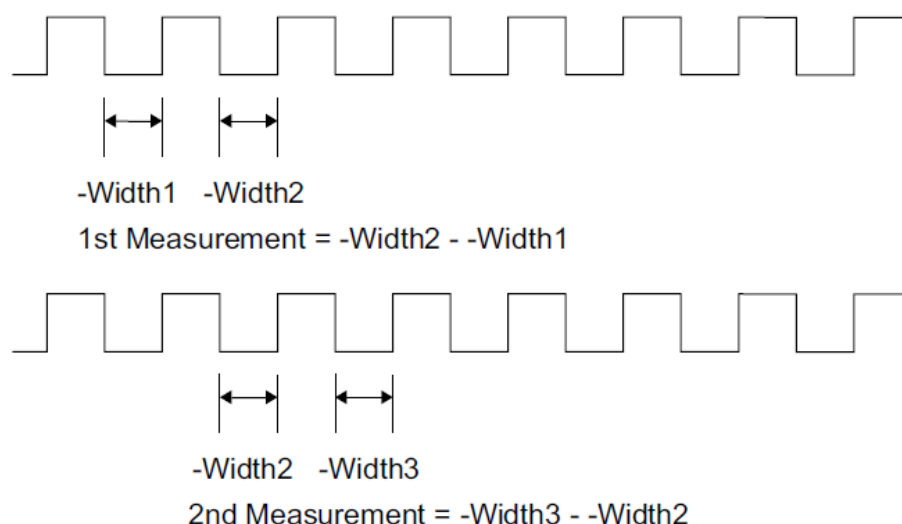 -Width1 -Width2
1st Measurement = -Width2 - -Width1
-Width2 -Width3
2nd Measurement = -Width3 - -Width2